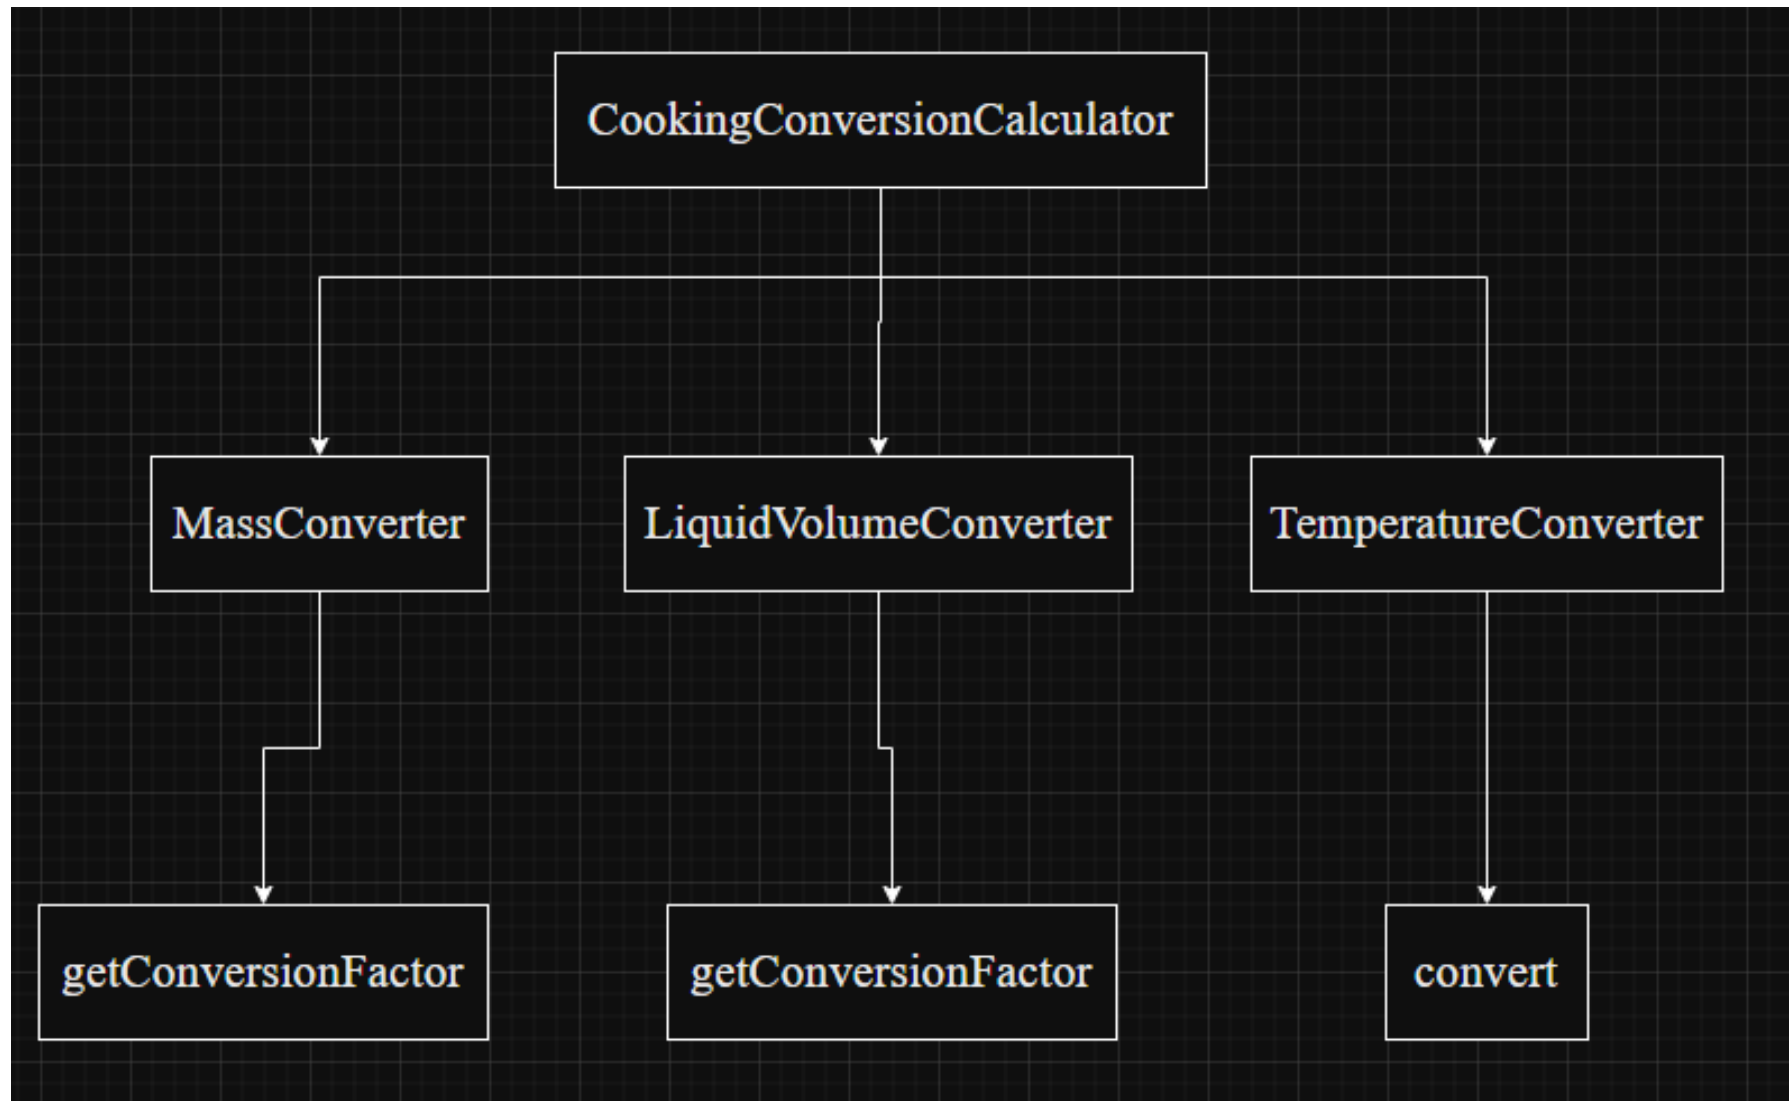 CookingConversionCalculator
MassConverter
LiquidVolumeConverter
TemperatureConverter
getConversionFactor
getConversionFactor
convert